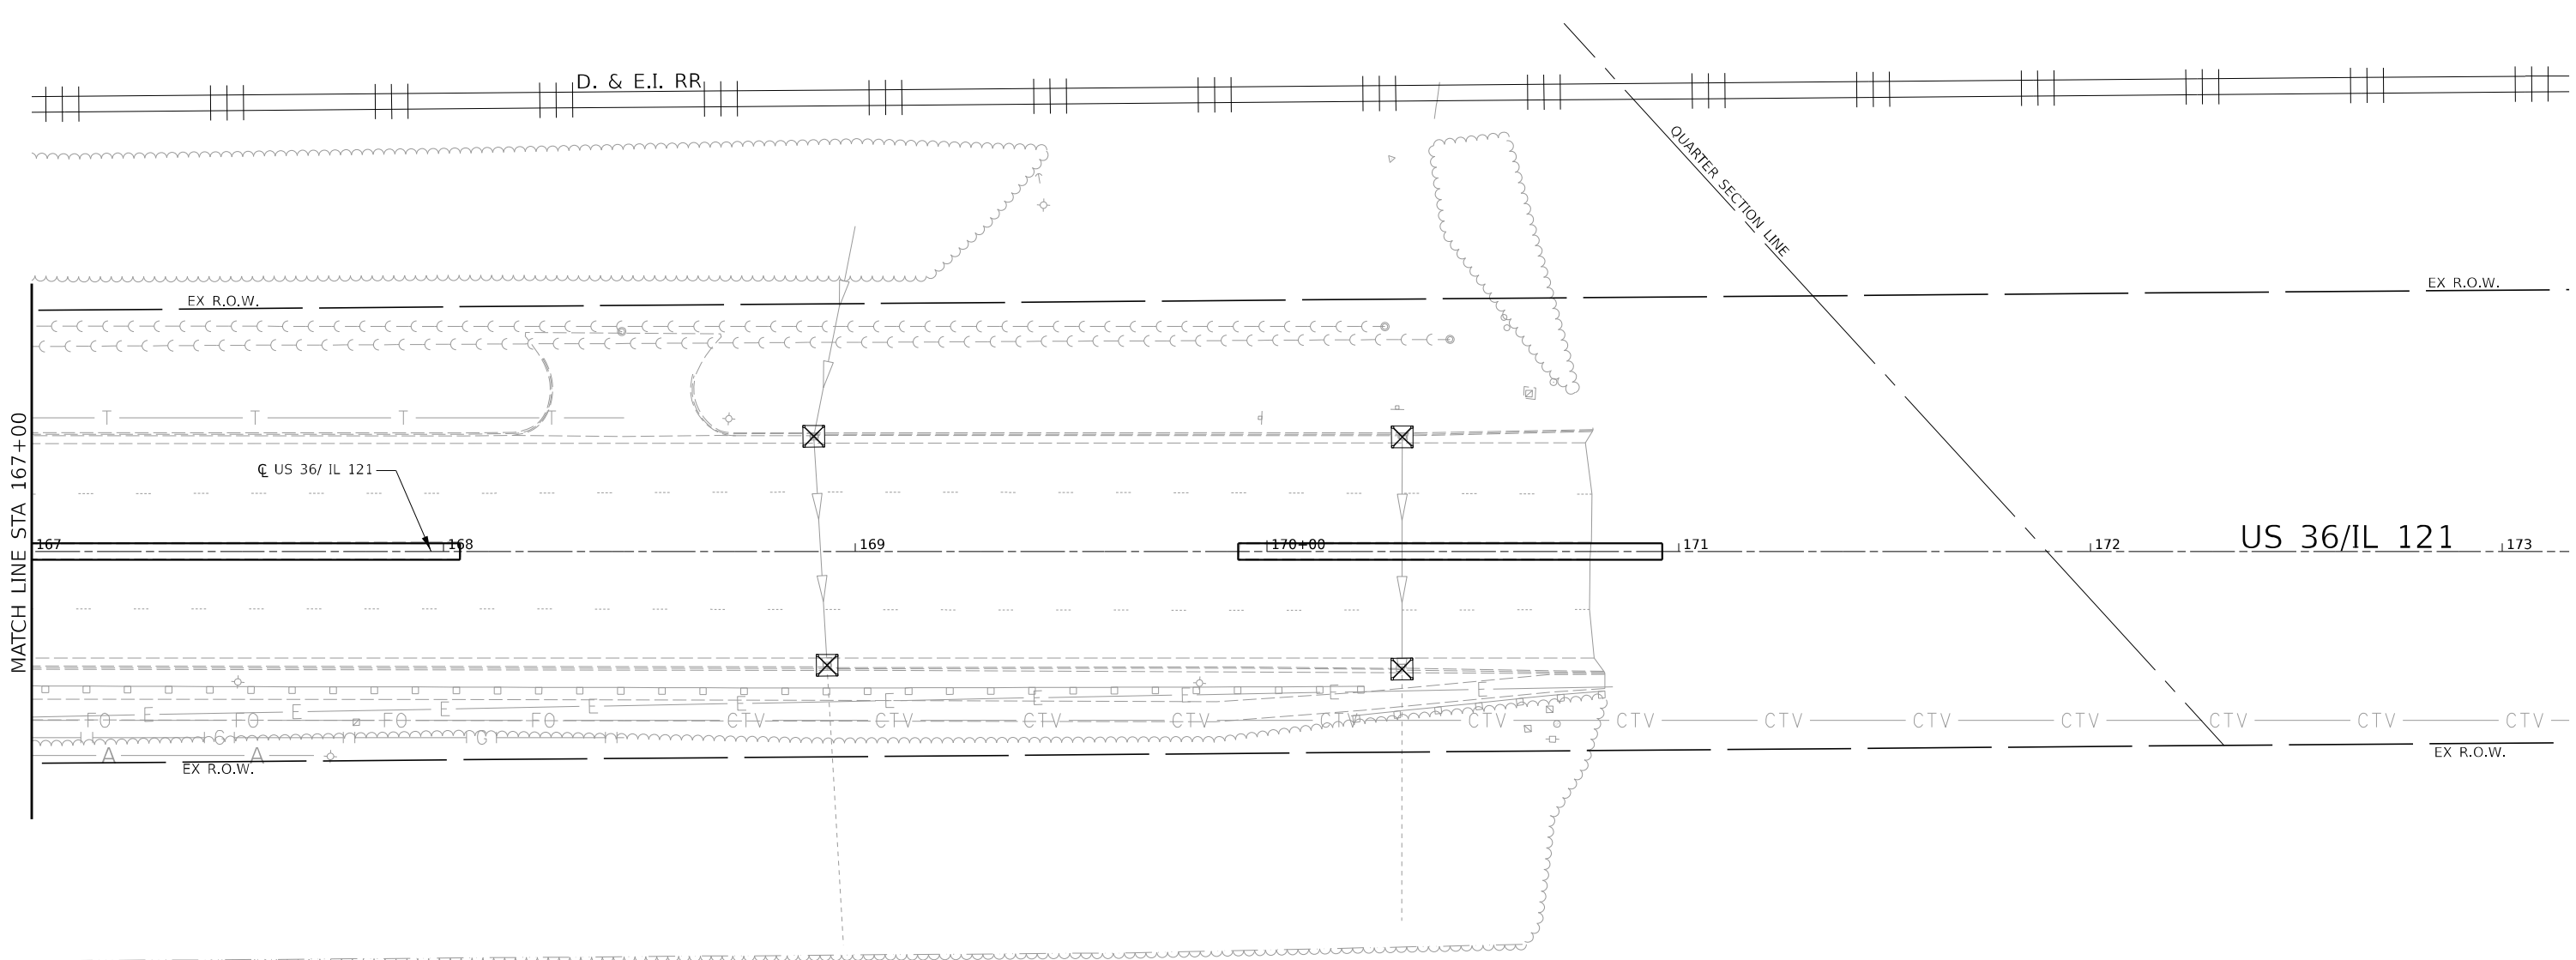 D. & E.I. RR
QUARTER SECTION LINE
EX R.O.W.
EX R.O.W.
T T T T
MATCH LINE STA 167+00
℄ US 36/ IL 121
167 168 169 170+00 171 172 173
US 36/IL 121
E E E E E E E E E E
FO FO FO FO CTV CTV CTV CTV CTV CTV CTV CTV CTV CTV CTV CTV CTV
G G
A A
EX R.O.W.
EX R.O.W.